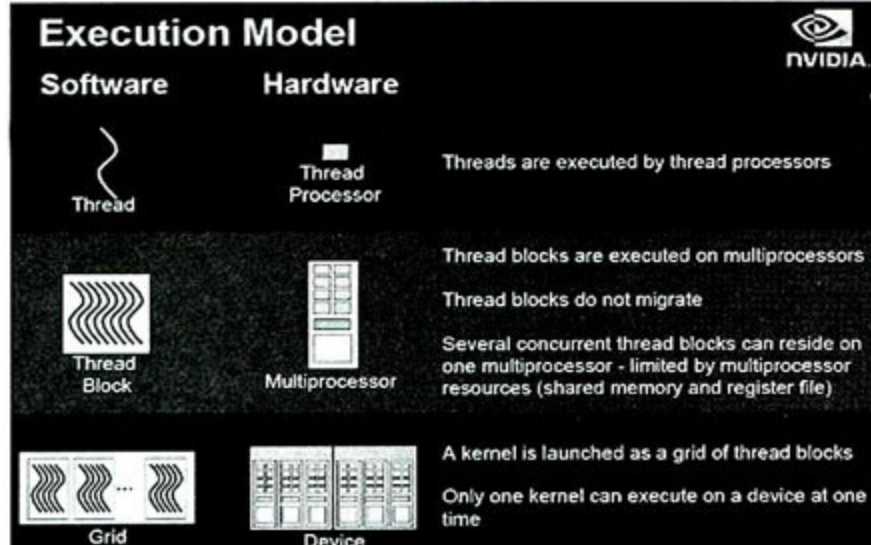 Execution Model
NVIDIA.
Software
Hardware
Thread
Thread
Processor
Threads are executed by thread processors
Thread
Block
Multiprocessor
Thread blocks are executed on multiprocessors
Thread blocks do not migrate
Several concurrent thread blocks can reside on
one multiprocessor - limited by multiprocessor
resources (shared memory and register file)
Grid
Device
A kernel is launched as a grid of thread blocks
Only one kernel can execute on a device at one
time